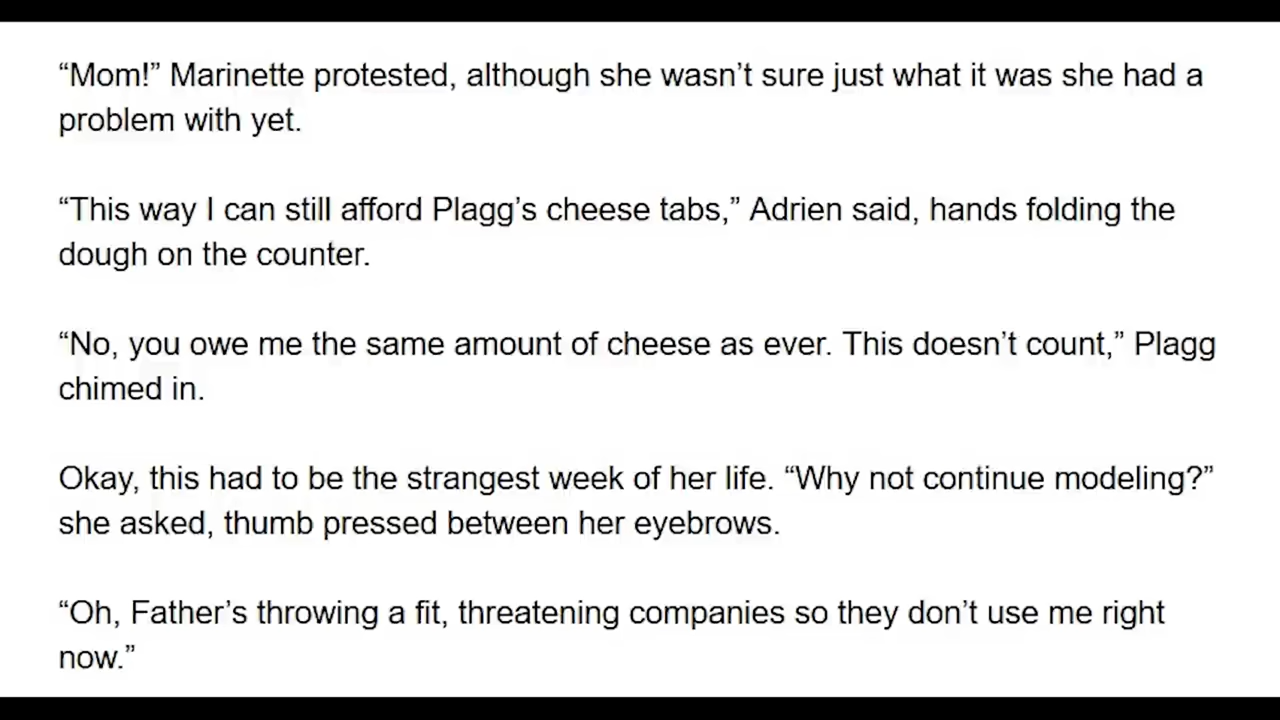 “Mom!” Marinette protested, although she wasn’t sure just what it was she had a
problem with yet.
“This way I can still afford Plagg’s cheese tabs,” Adrien said, hands folding the
dough on the counter.
“No, you owe me the same amount of cheese as ever. This doesn’t count,” Plagg
chimed in.
Okay, this had to be the strangest week of her life. “Why not continue modeling?”
she asked, thumb pressed between her eyebrows.
“Oh, Father’s throwing a fit, threatening companies so they don’t use me right
now.”